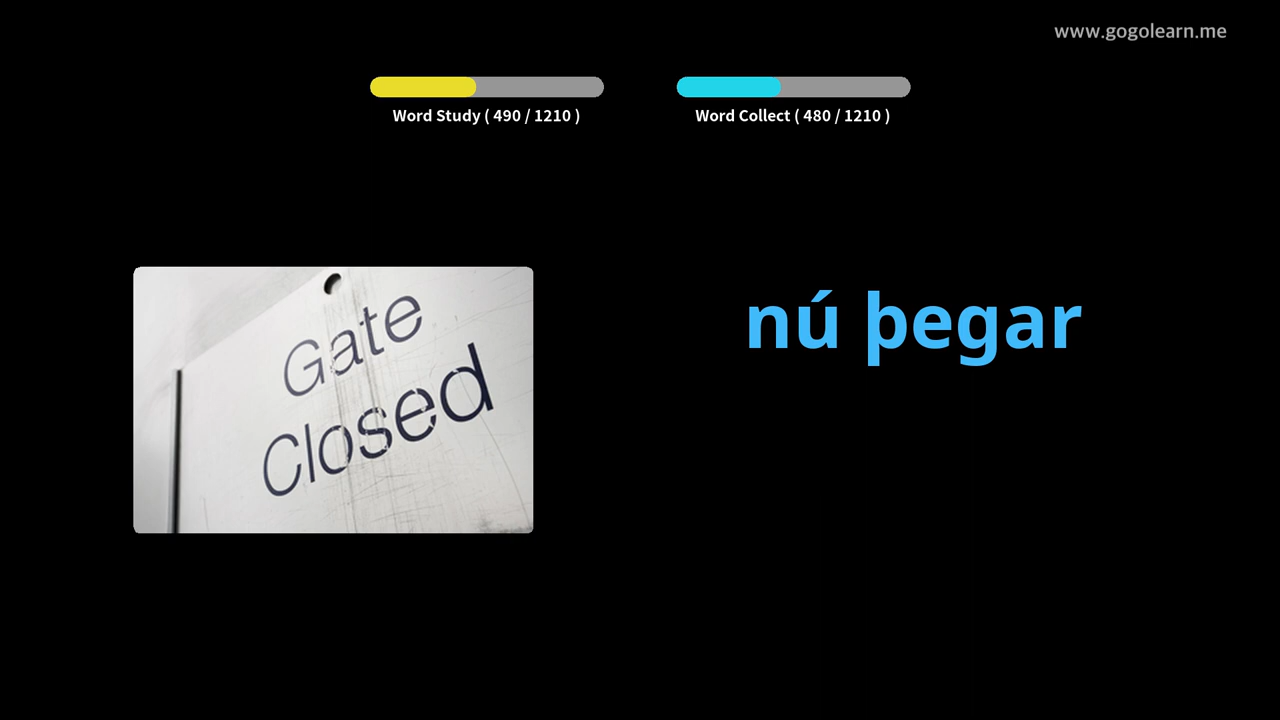 www.gogolearn.me
Word Study ( 490 / 1210 )
Word Collect ( 480 / 1210 )
Gate
Closed
nú þegar